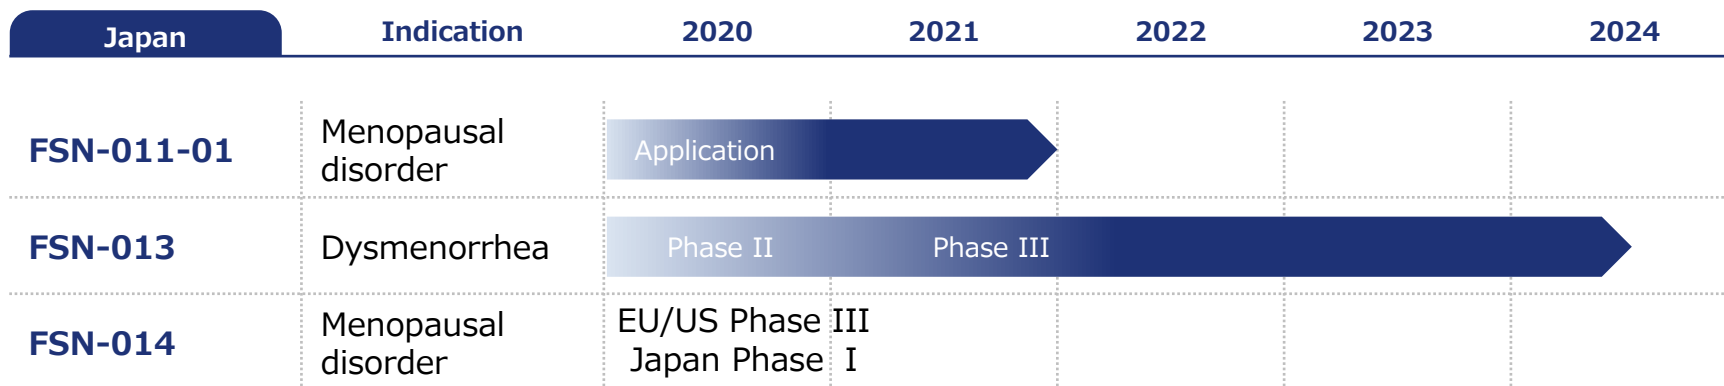 Japan Indication 2020 2021 2022 2023 2024
FSN-011-01 Menopausal disorder Application
FSN-013 Dysmenorrhea Phase II Phase III
FSN-014 Menopausal disorder EU/US Phase III
Japan Phase I